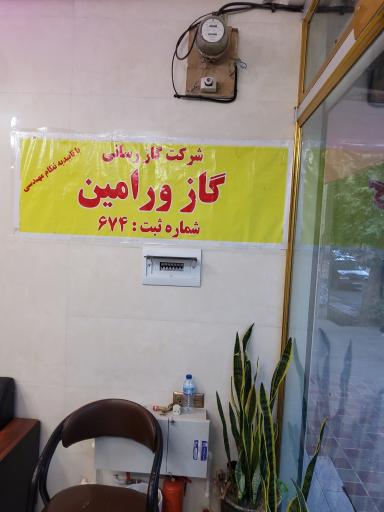 با تاییدیه نظام مهندسی
شرکت گاز رسانی
گاز ورامین
شماره ثبت : ۶۷۴